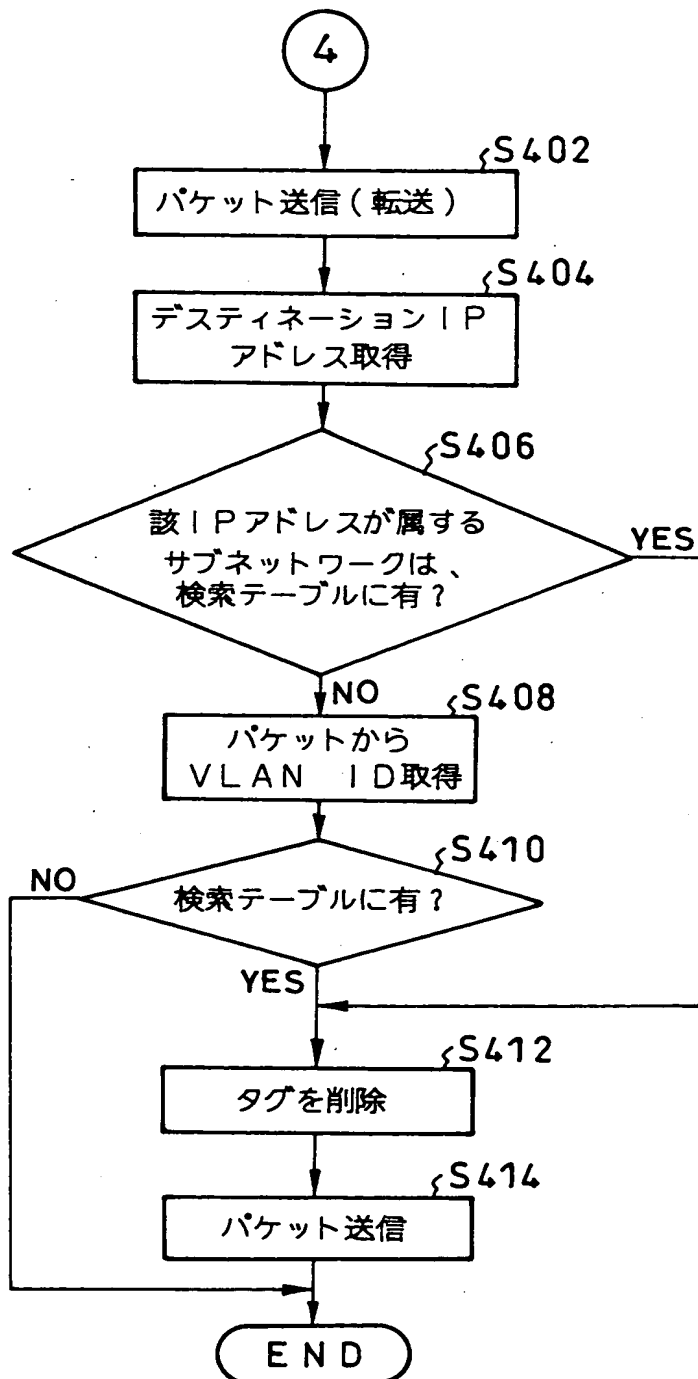 4
S402
パケット送信(転送)
S404
デスティネーションIP
アドレス取得
S406
該IPアドレスが属する
サブネットワークは、
検索テーブルに有?
YES
NO
S408
パケットから
VLAN ID取得
S410
NO
検索テーブルに有?
YES
S412
タグを削除
S414
パケット送信
END